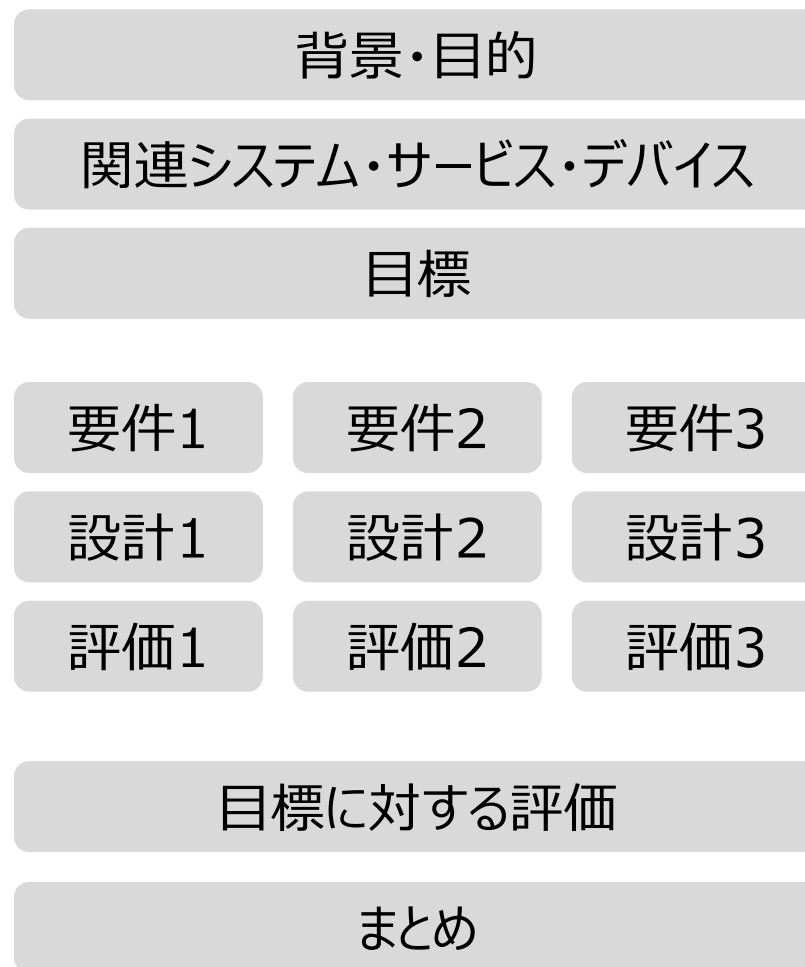 背景・目的
関連システム・サービス・デバイス
目標
要件1 要件2 要件3
設計1 設計2 設計3
評価1 評価2 評価3
目標に対する評価
まとめ